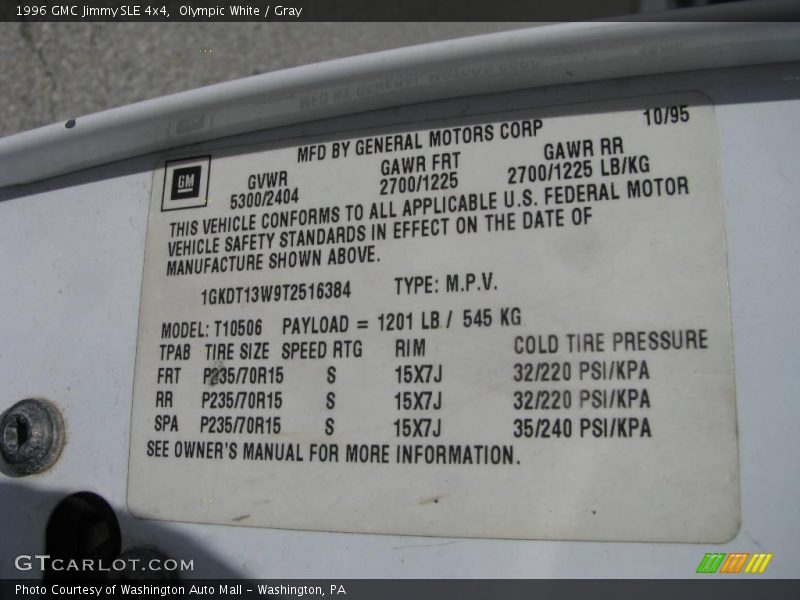 1996 GMC Jimmy SLE 4x4,  Olympic White / Gray
10/95
MFD BY GENERAL MOTORS CORP
GM
GVWR GAWR FRT GAWR RR
5300/2404 2700/1225 2700/1225 LB/KG
THIS VEHICLE CONFORMS TO ALL APPLICABLE U.S. FEDERAL MOTOR
VEHICLE SAFETY STANDARDS IN EFFECT ON THE DATE OF
MANUFACTURE SHOWN ABOVE.
1GKDT13W9T2516384 TYPE: M.P.V.
MODEL: T10506 PAYLOAD = 1201 LB / 545 KG
TPAB TIRE SIZE SPEED RTG RIM COLD TIRE PRESSURE
FRT P235/70R15 S 15X7J 32/220 PSI/KPA
RR P235/70R15 S 15X7J 32/220 PSI/KPA
SPA P235/70R15 S 15X7J 35/240 PSI/KPA
SEE OWNER'S MANUAL FOR MORE INFORMATION.
GTCARLOT.COM
Photo Courtesy of Washington Auto Mall - Washington, PA